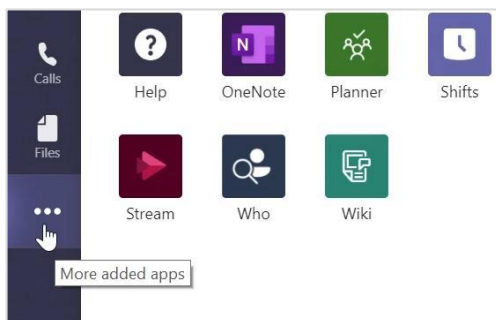 Calls
Help
OneNote
Planner
Shifts
Files
Stream
Who
Wiki
More added apps